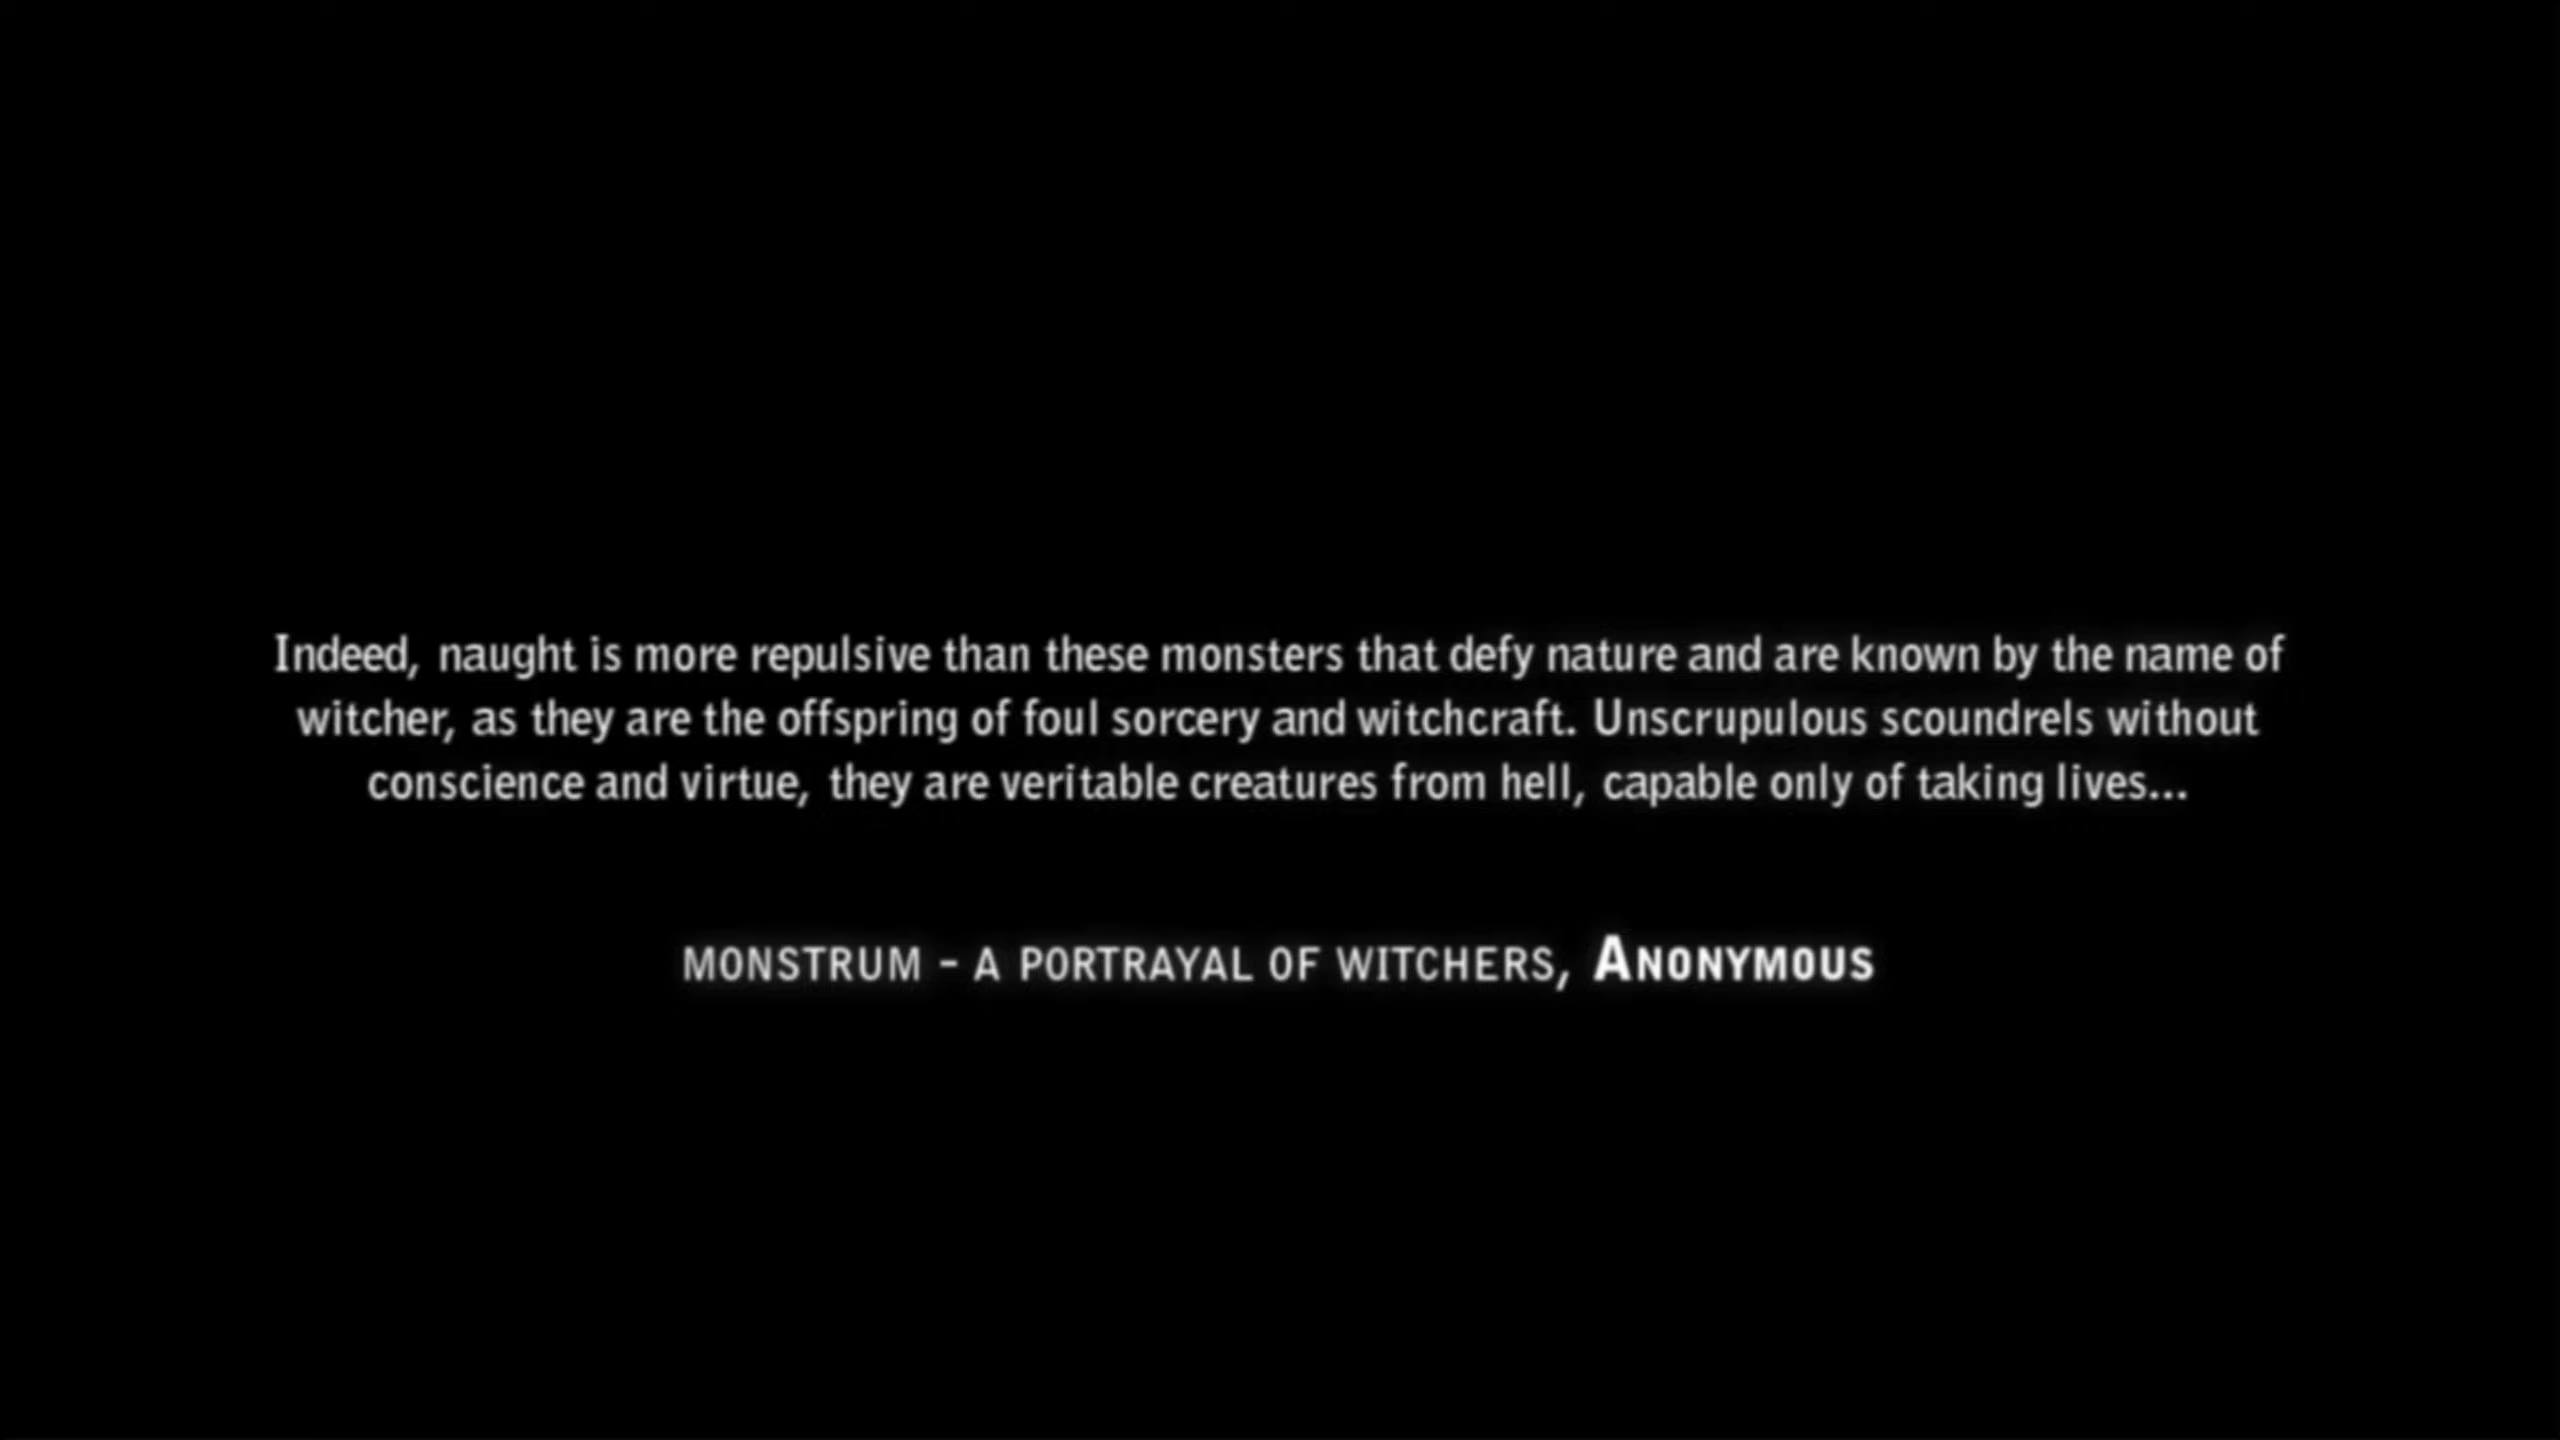 Indeed, naught is more repulsive than these monsters that defy nature and are known by the name of
witcher, as they are the offspring of foul sorcery and witchcraft. Unscrupulous scoundrels without
conscience and virtue, they are veritable creatures from hell, capable only of taking lives...
MONSTRUM - A PORTRAYAL OF WITCHERS, ANONYMOUS